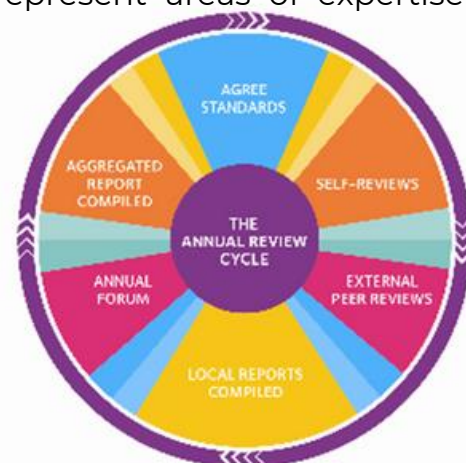 epresent areas of expertise
AGREE
STANDARDS
SELF-REVIEWS
EXTERNAL
PEER REVIEWS
LOCAL REPORTS
COMPILED
ANNUAL
FORUM
AGGREGATED
REPORT
COMPILED
THE
ANNUAL REVIEW
CYCLE